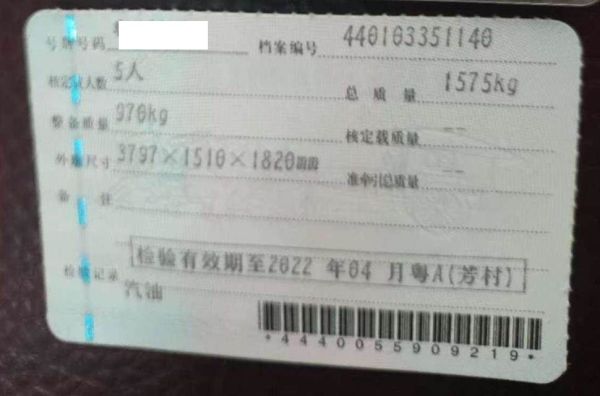 号牌号码 档案编号 440103351140
核定载人数 5人 总质量 1575kg
整备质量 970kg 核定载质量 --
外廓尺寸 3797×1510×1820mm 准牵引总质量 --
备注
检验记录 检验有效期至2022年04月粤A(芳村)
汽油
*4440055909219*